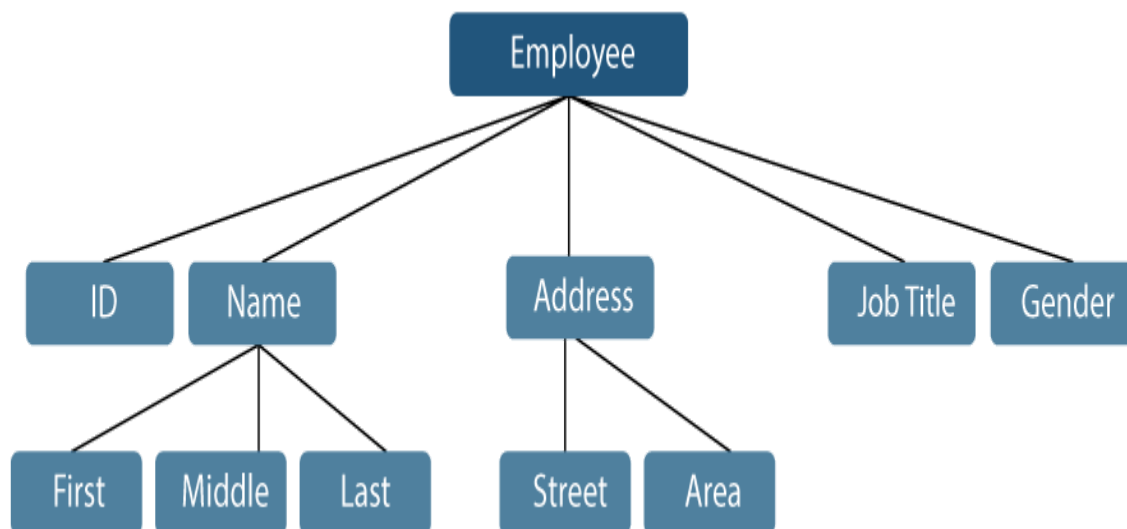 Employee
ID
Name
Address
Job Title
Gender
First
Middle
Last
Street
Area